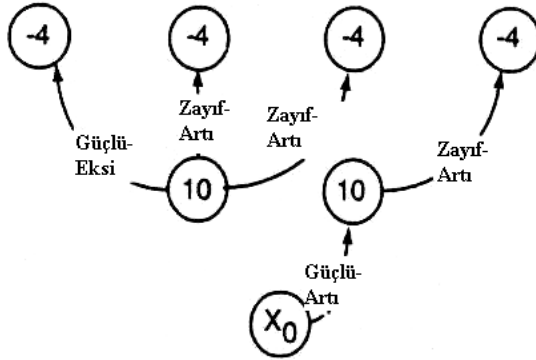 -4 -4 -4 -4
Güçlü-
Eksi
Zayıf-
Artı
Zayıf-
Artı
Zayıf-
Artı
10 10
Güçlü-
Artı
X0